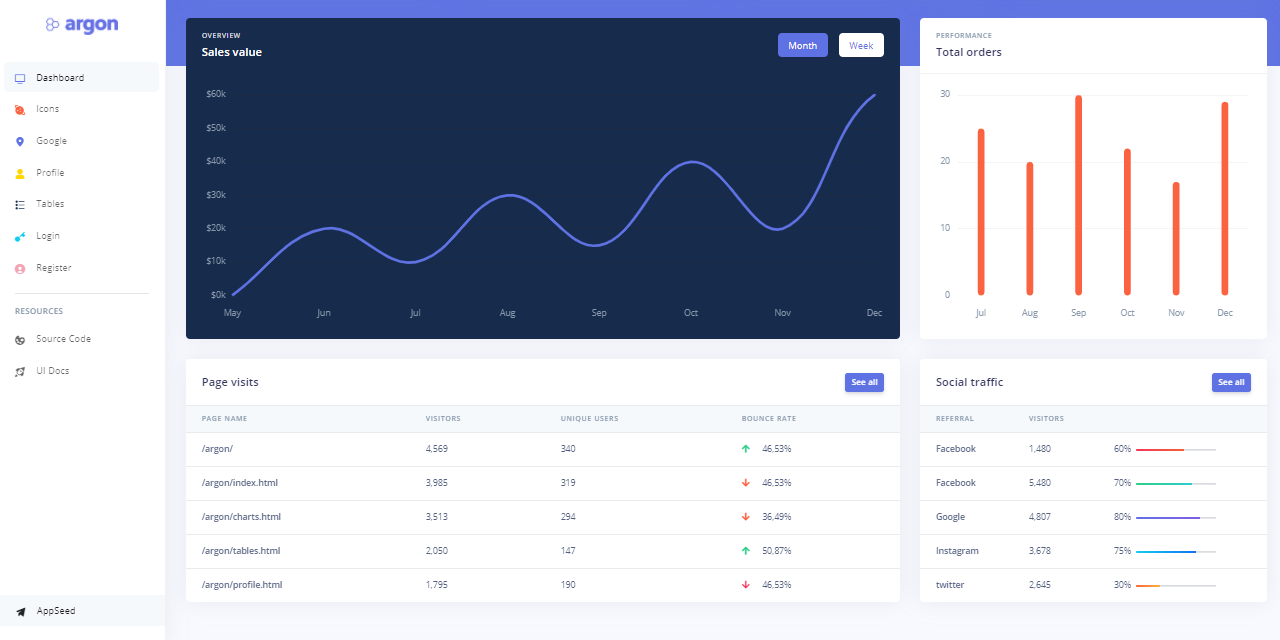 argon
Dashboard
Icons
Google
Profile
Tables
Login
Register
RESOURCES
Source Code
UI Docs
AppSeed
OVERVIEW
Sales value
Month
Week
$60k
$50k
$40k
$30k
$20k
$10k
$0k
May Jun Jul Aug Sep Oct Nov Dec
PERFORMANCE
Total orders
30
20
10
0
Jul Aug Sep Oct Nov Dec
Page visits
See all
PAGE NAME VISITORS UNIQUE USERS BOUNCE RATE
/argon/ 4,569 340 46,53%
/argon/index.html 3,985 319 46,53%
/argon/charts.html 3,513 294 36,49%
/argon/tables.html 2,050 147 50,87%
/argon/profile.html 1,795 190 46,53%
Social traffic
See all
REFERRAL VISITORS
Facebook 1,480 60%
Facebook 5,480 70%
Google 4,807 80%
Instagram 3,678 75%
twitter 2,645 30%